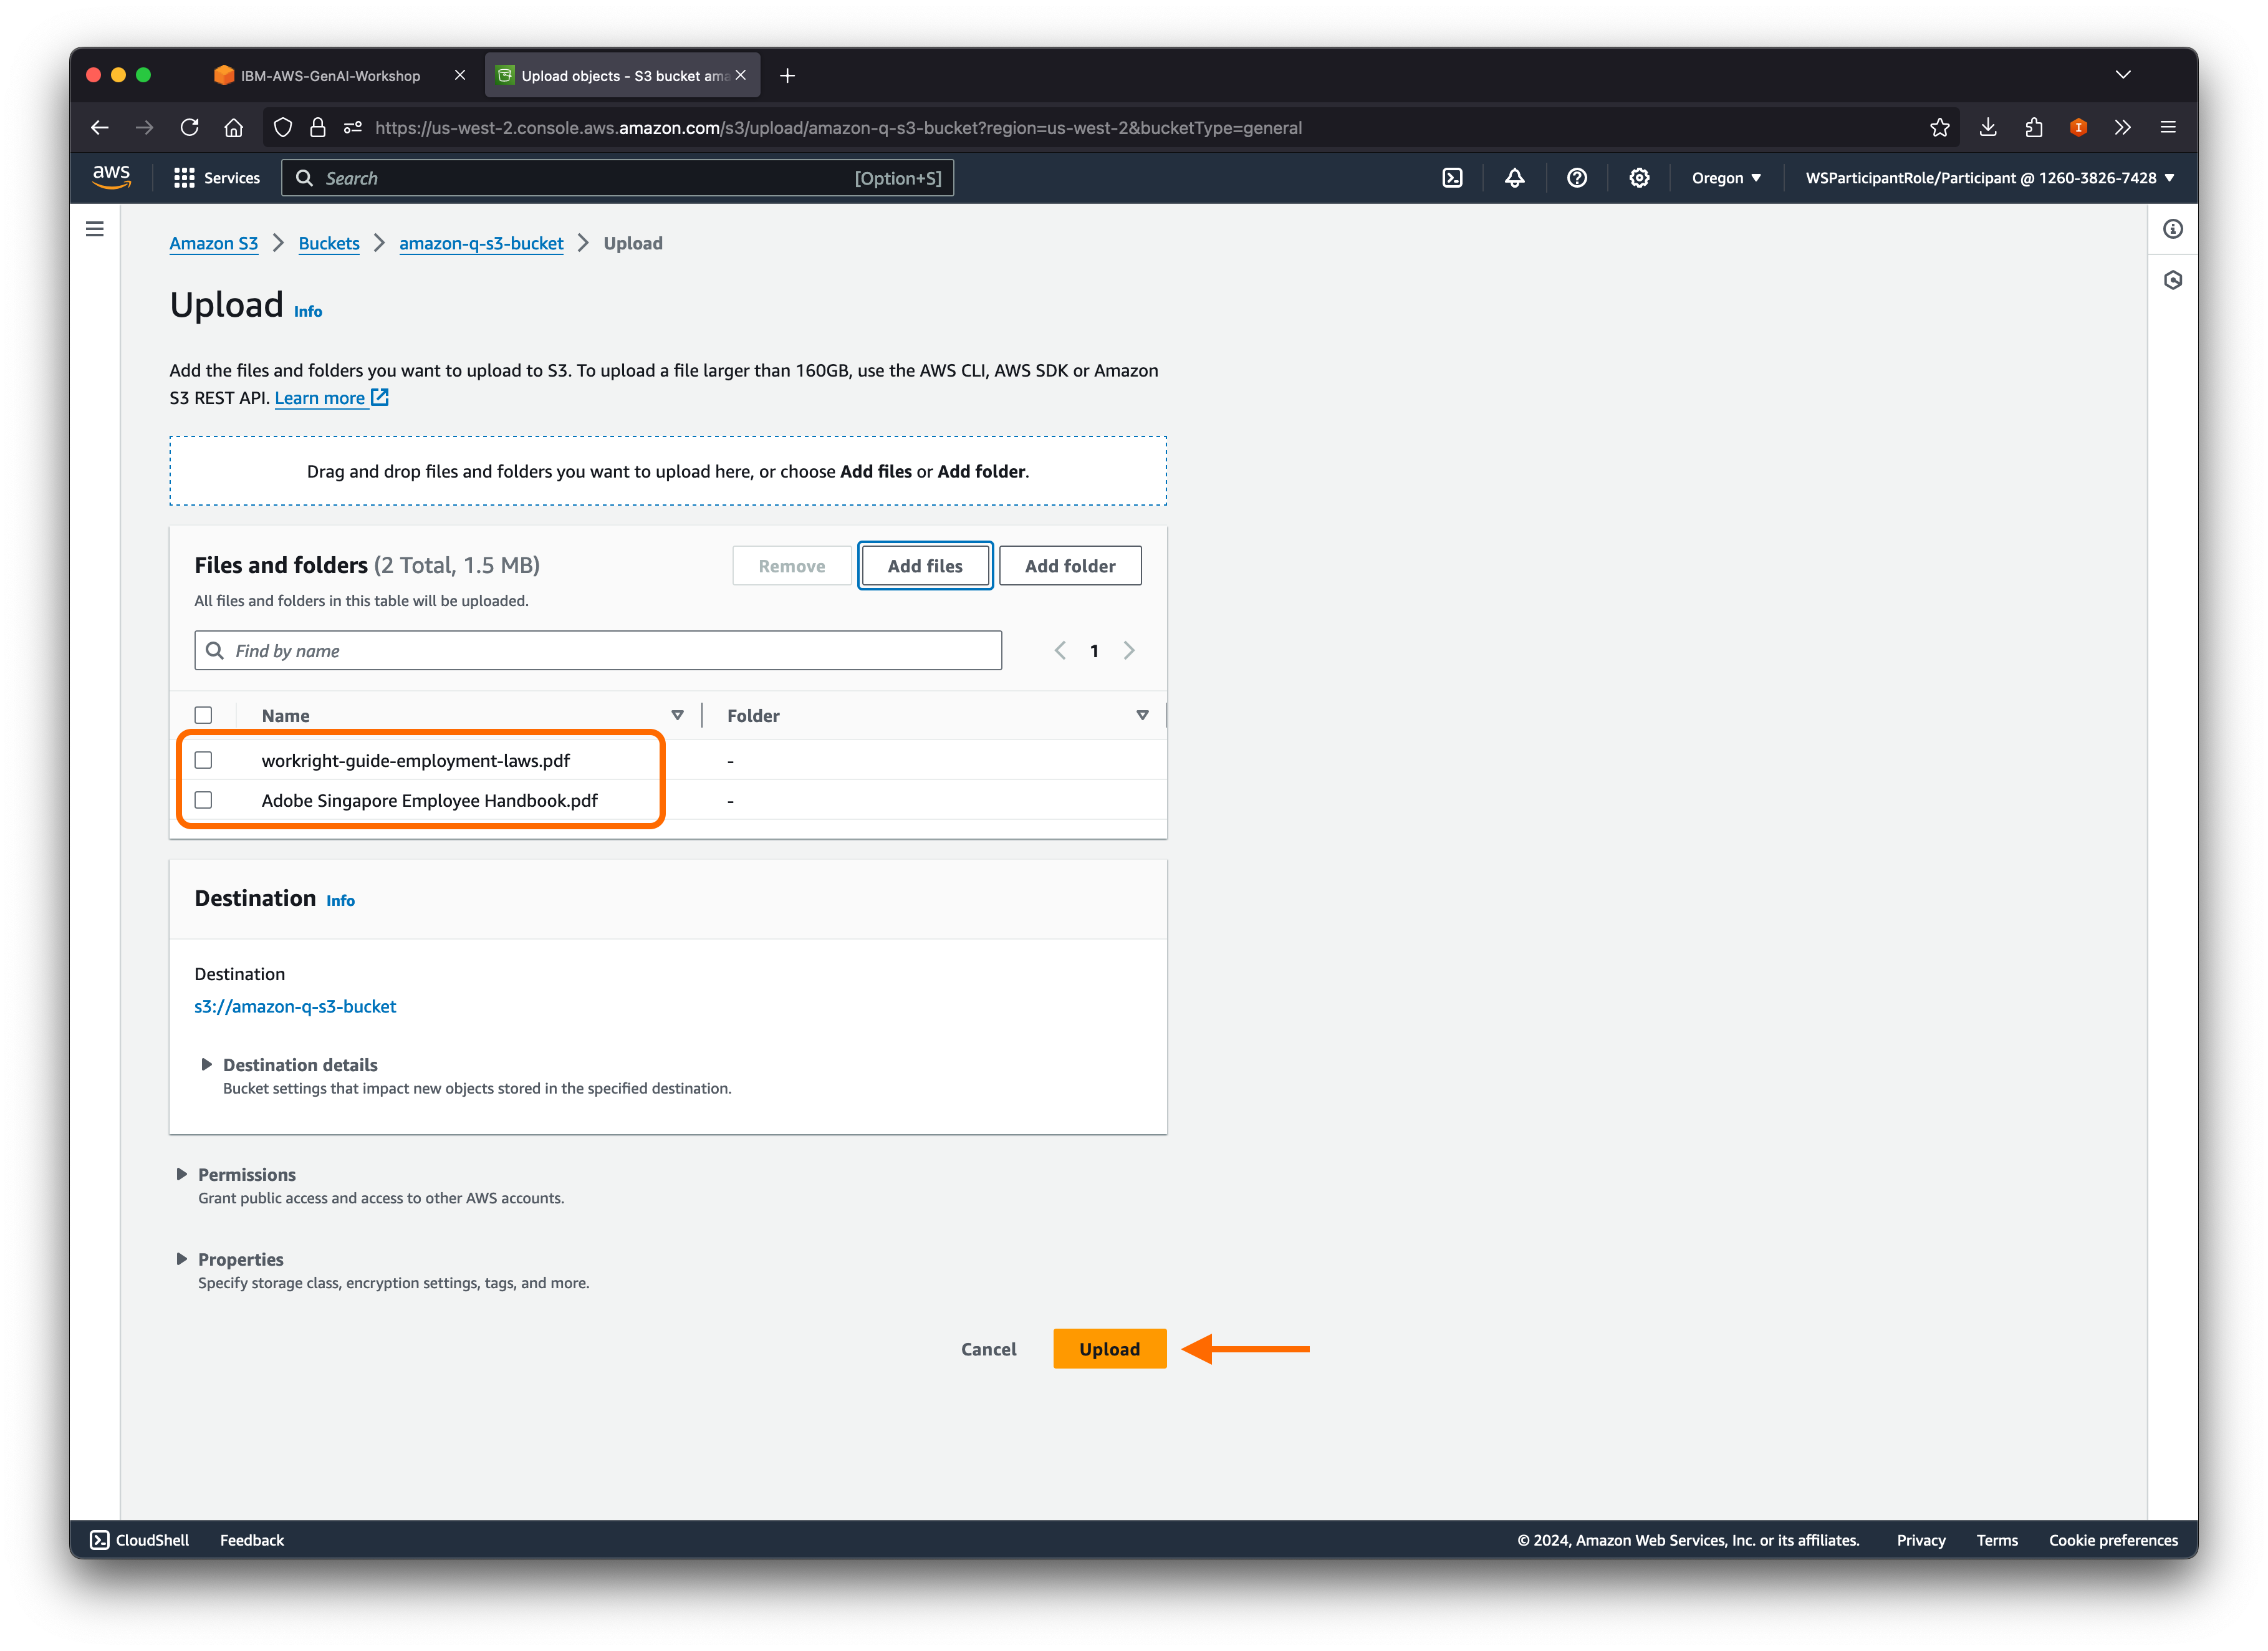 IBM-AWS-GenAI-Workshop
Upload objects - S3 bucket ama
https://us-west-2.console.aws.amazon.com/s3/upload/amazon-q-s3-bucket?region=us-west-2&bucketType=general
aws
Services
Search
[Option+S]
Oregon
WSParticipantRole/Participant @ 1260-3826-7428
Amazon S3 > Buckets > amazon-q-s3-bucket > Upload
Upload Info
Add the files and folders you want to upload to S3. To upload a file larger than 160GB, use the AWS CLI, AWS SDK or Amazon
S3 REST API. Learn more
Drag and drop files and folders you want to upload here, or choose Add files or Add folder.
Files and folders (2 Total, 1.5 MB)
Remove
Add files
Add folder
All files and folders in this table will be uploaded.
Find by name
1
Name
Folder
workright-guide-employment-laws.pdf -
Adobe Singapore Employee Handbook.pdf -
Destination Info
Destination
s3://amazon-q-s3-bucket
Destination details
Bucket settings that impact new objects stored in the specified destination.
Permissions
Grant public access and access to other AWS accounts.
Properties
Specify storage class, encryption settings, tags, and more.
Cancel
Upload
CloudShell
Feedback
© 2024, Amazon Web Services, Inc. or its affiliates.
Privacy
Terms
Cookie preferences